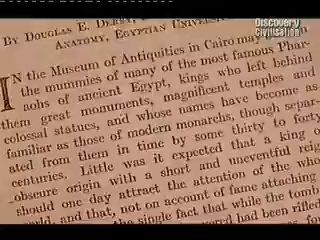 Discovery
Civilisation
BY DOUGLAS E.
ANATOMY, EGYPTIAN
IN the Museum of Antiquities in Cairo may
the mummies of many of the most famous Phar-
aohs of ancient Egypt, kings who left behind
them great monuments, magnificent temples and
colossal statues, and whose names have become as
familiar as those of modern monarchs, though separ-
ated from them in time by some thirty to forty
centuries. Little was it expected that a king o
obscure origin with a short and uneventful reig
should one day attract the attention of the who
and that, not on account of fame attaching
the single fact that while the tomb
had been rifled